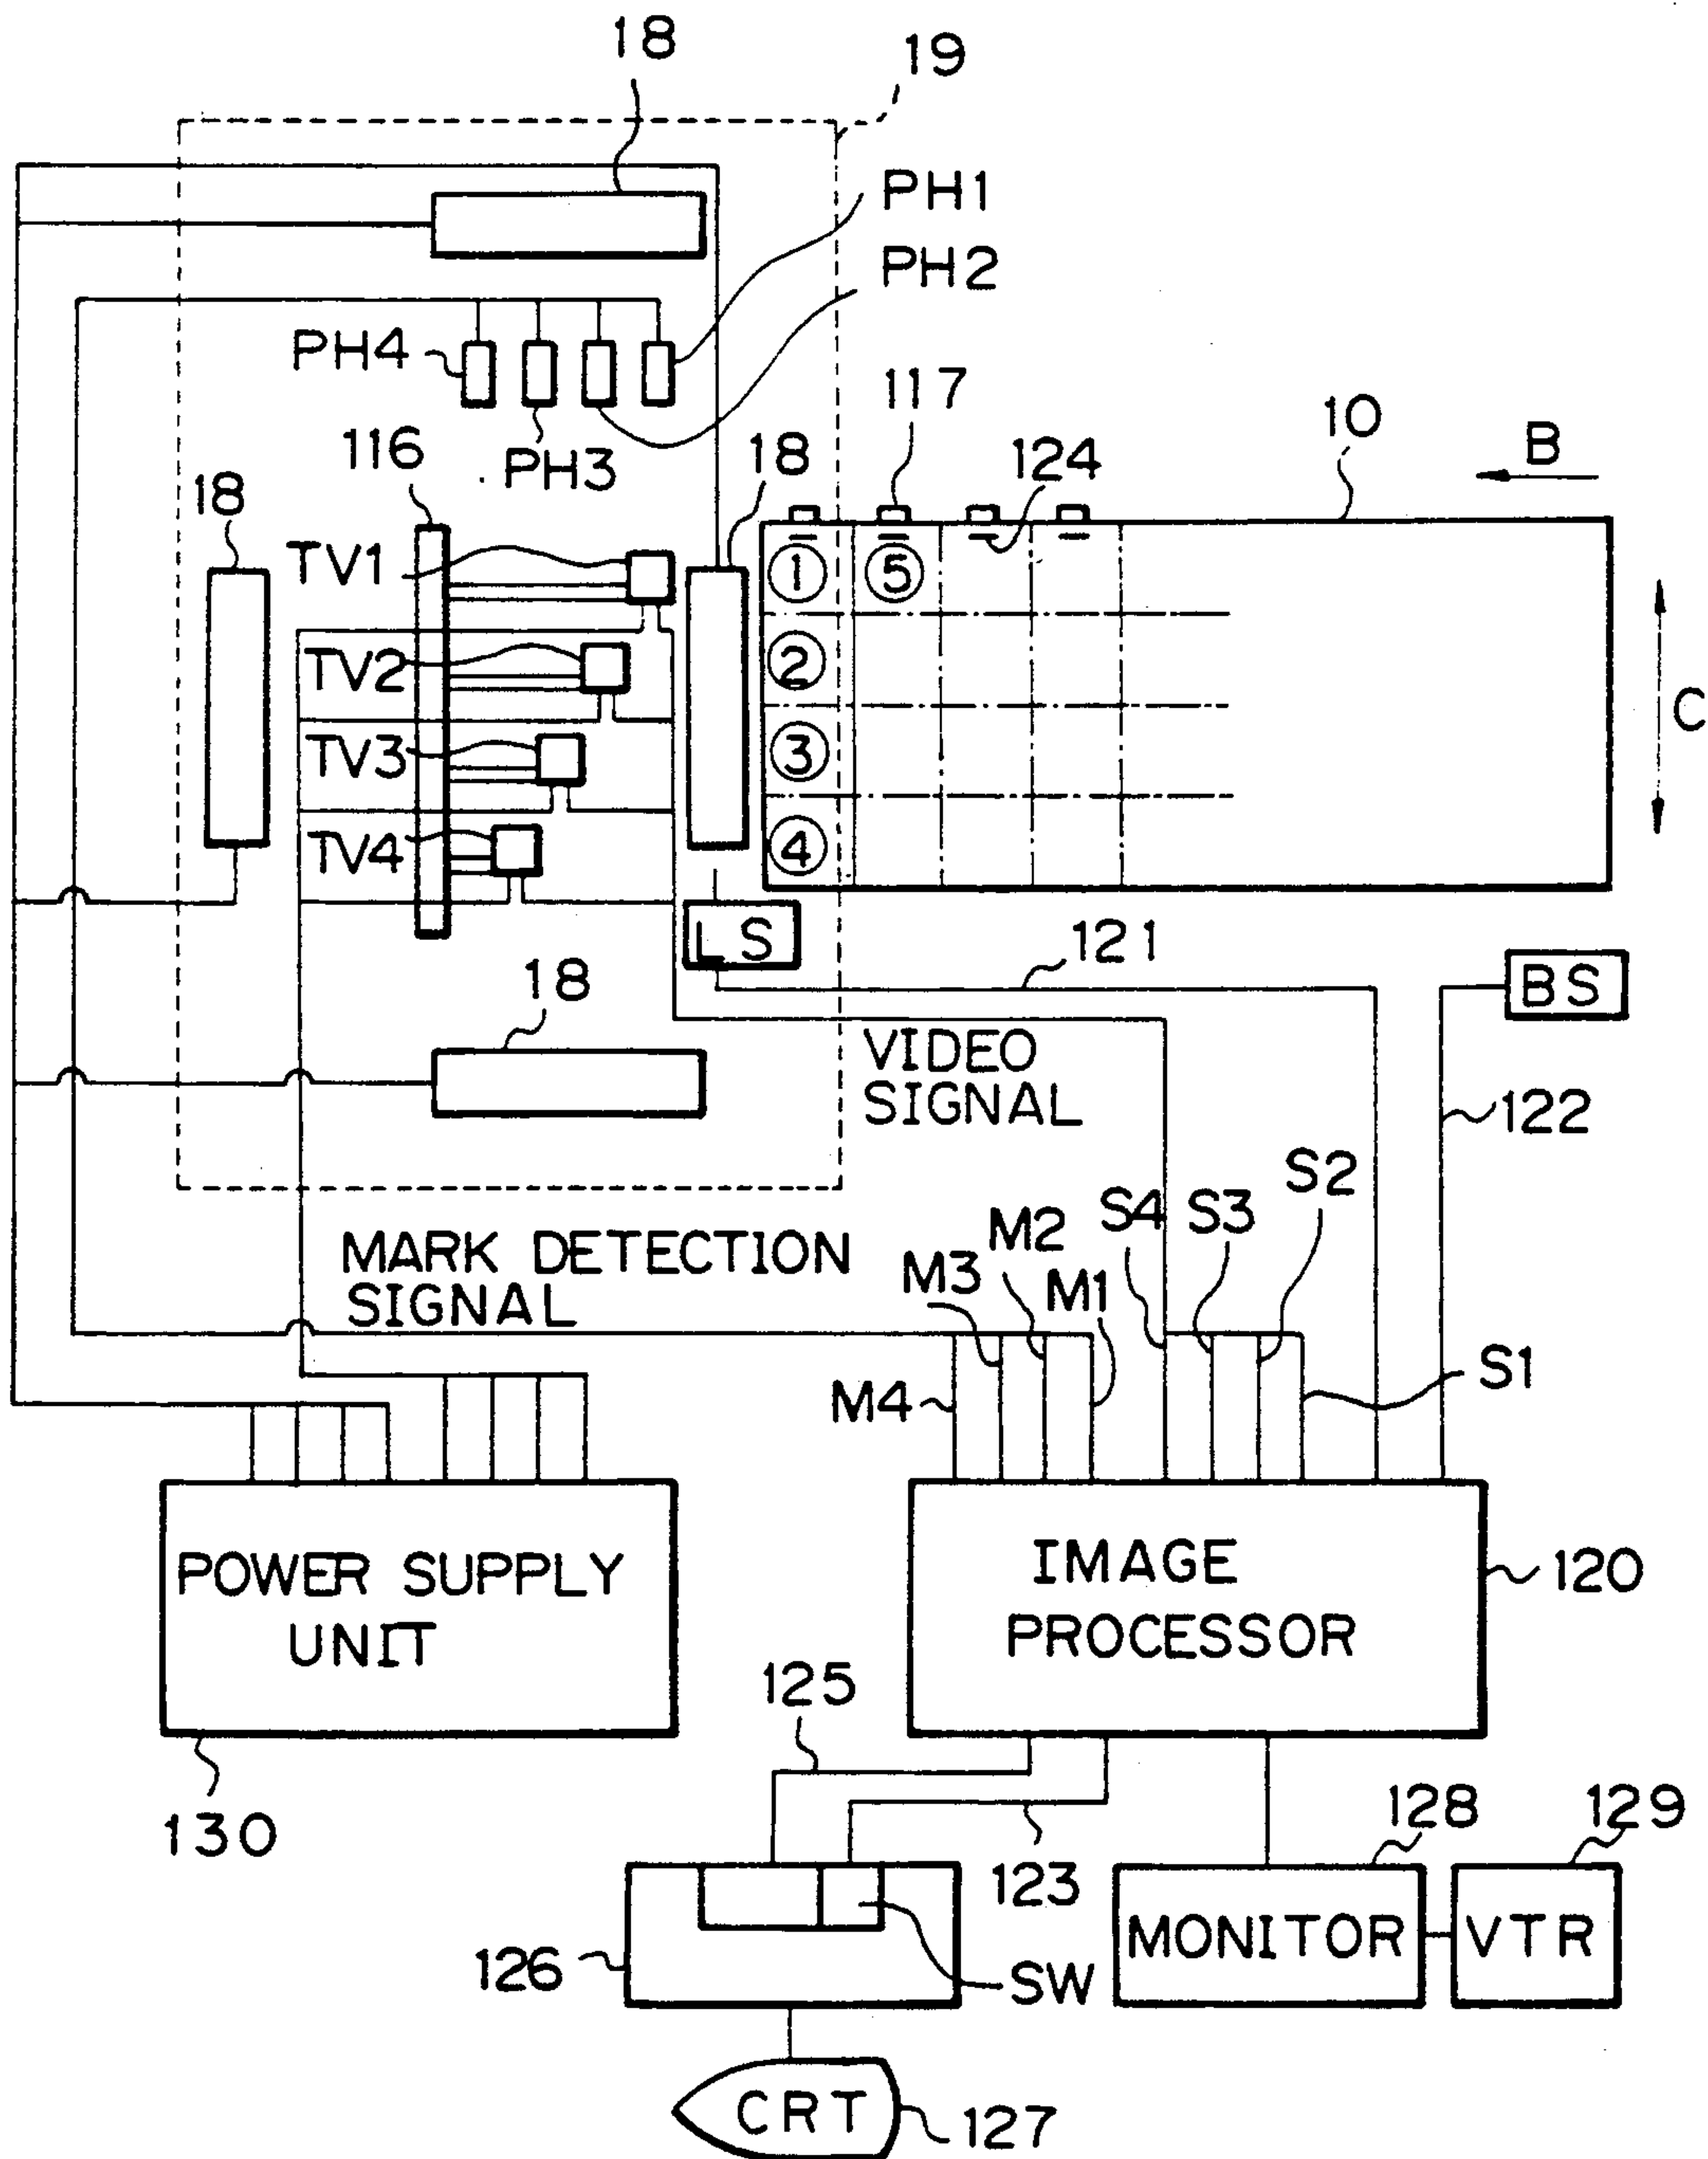 18
19
PH1
PH2
PH4
PH3
117
10
B
116
18
124
18
TV1
1
5
TV2
2
C
TV3
3
TV4
4
LS
121
BS
18
VIDEO
SIGNAL
122
S2
S4
S3
M2
MARK DETECTION
SIGNAL
M3
M1
S1
M4
POWER SUPPLY
UNIT
IMAGE
PROCESSOR
120
125
130
128
129
123
MONITOR
VTR
126
SW
CRT
127